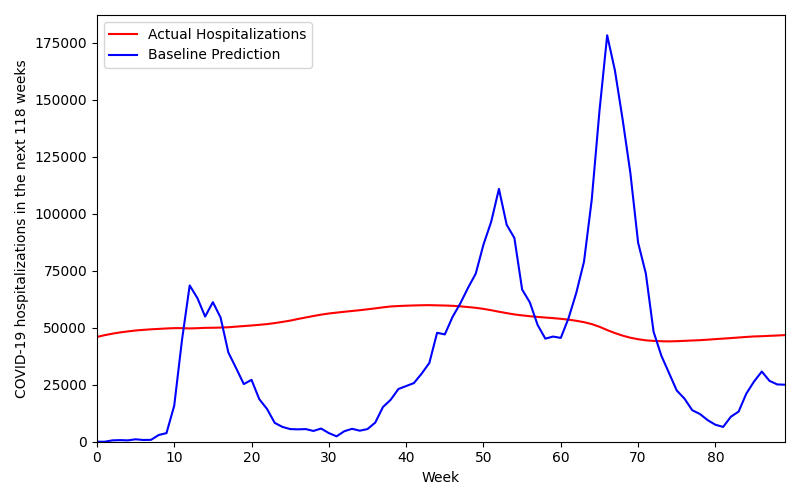 Actual Hospitalizations
Baseline Prediction
COVID-19 hospitalizations in the next 118 weeks
175000
150000
125000
100000
75000
50000
25000
0
0 10 20 30 40 50 60 70 80
Week